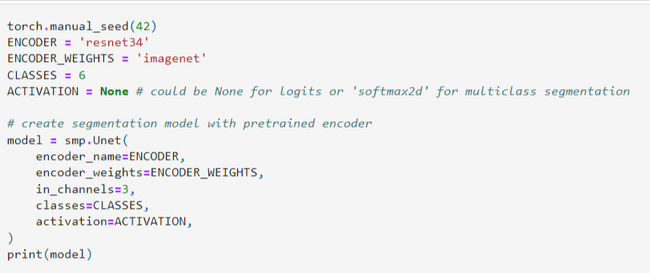 torch.manual_seed(42)
ENCODER = 'resnet34'
ENCODER_WEIGHTS = 'imagenet'
CLASSES = 6
ACTIVATION = None # could be None for logits or 'softmax2d' for multiclass segmentation

# create segmentation model with pretrained encoder
model = smp.Unet(
    encoder_name=ENCODER,
    encoder_weights=ENCODER_WEIGHTS,
    in_channels=3,
    classes=CLASSES,
    activation=ACTIVATION,
)
print(model)